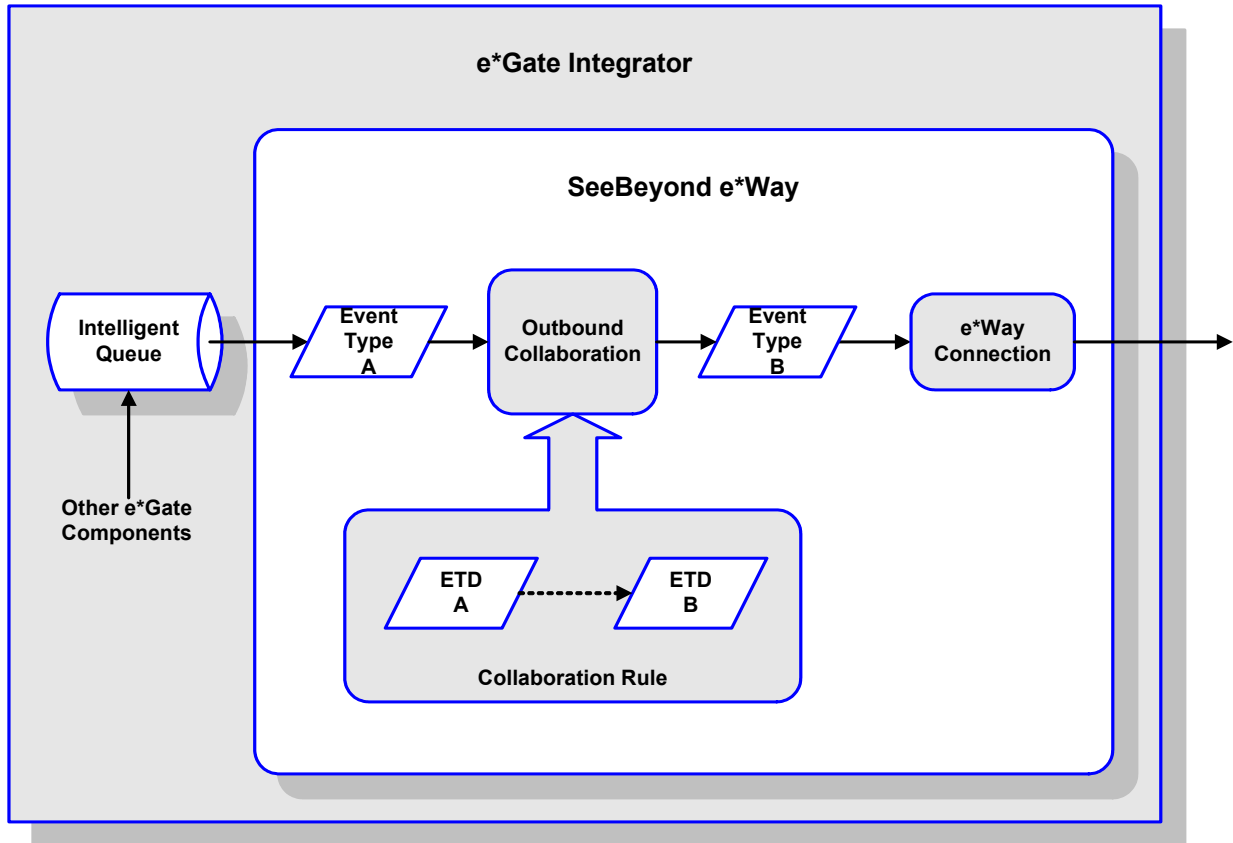 e*Gate Integrator
SeeBeyond e*Way
Intelligent
Queue
Event
Type
A
Outbound
Collaboration
Event
Type
B
e*Way
Connection
Other e*Gate
Components
ETD
A
ETD
B
Collaboration Rule